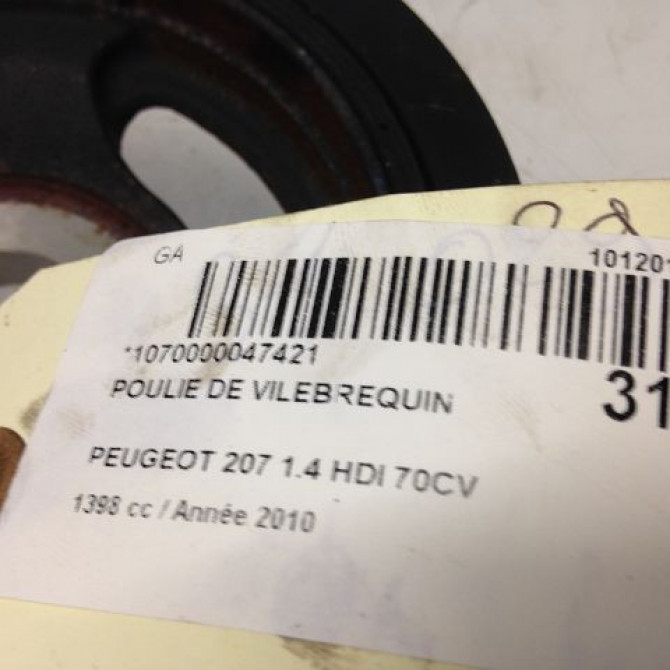 GA
101201
*1070000047421
31
POULIE DE VILEBREQUIN
PEUGEOT 207 1.4 HDI 70CV
1398 cc / Année 2010